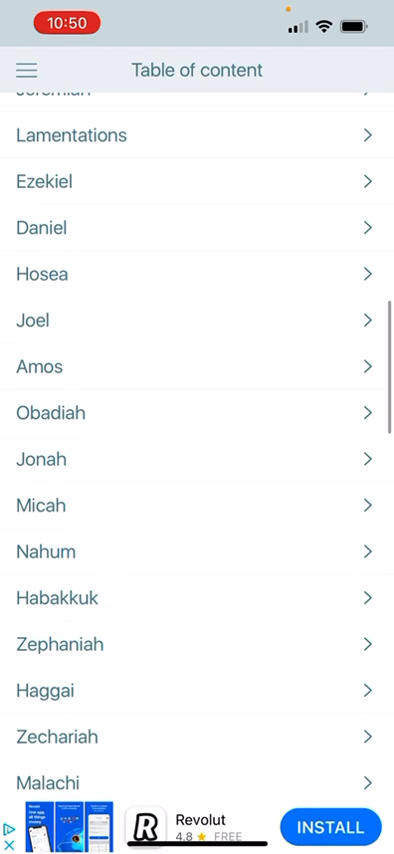 10:50
Table of content
Jeremiah
Lamentations
Ezekiel
Daniel
Hosea
Joel
Amos
Obadiah
Jonah
Micah
Nahum
Habakkuk
Zephaniah
Haggai
Zechariah
Malachi
Revolut
4,8 ★ FREE
INSTALL